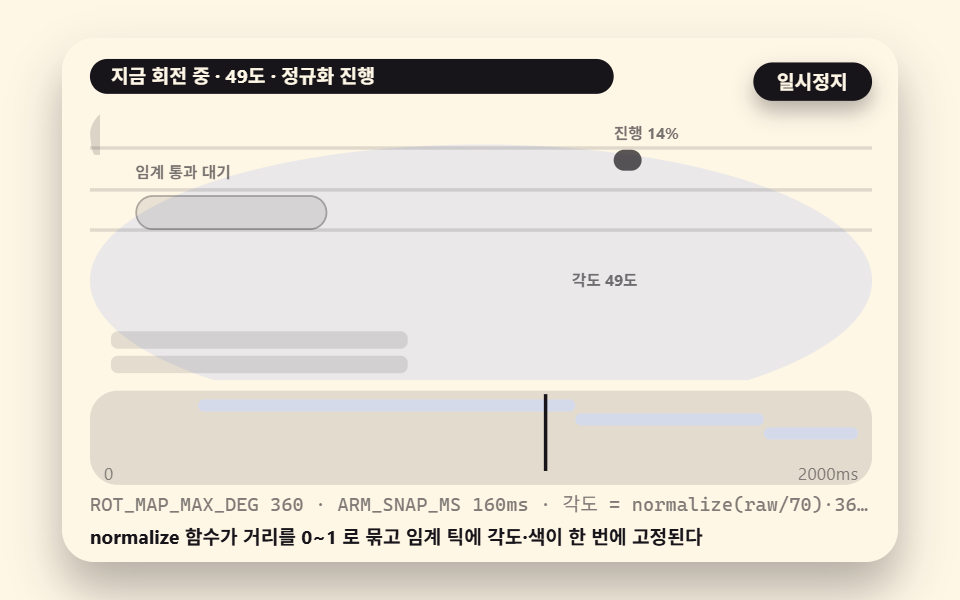 지금 회전 중 · 49도 · 정규화 진행
일시정지
진행 14%
임계 통과 대기
각도 49도
0
2000ms
ROT_MAP_MAX_DEG 360 · ARM_SNAP_MS 160ms · 각도 = normalize(raw/70)·36…
normalize 함수가 거리를 0~1 로 묶고 임계 틱에 각도·색이 한 번에 고정된다